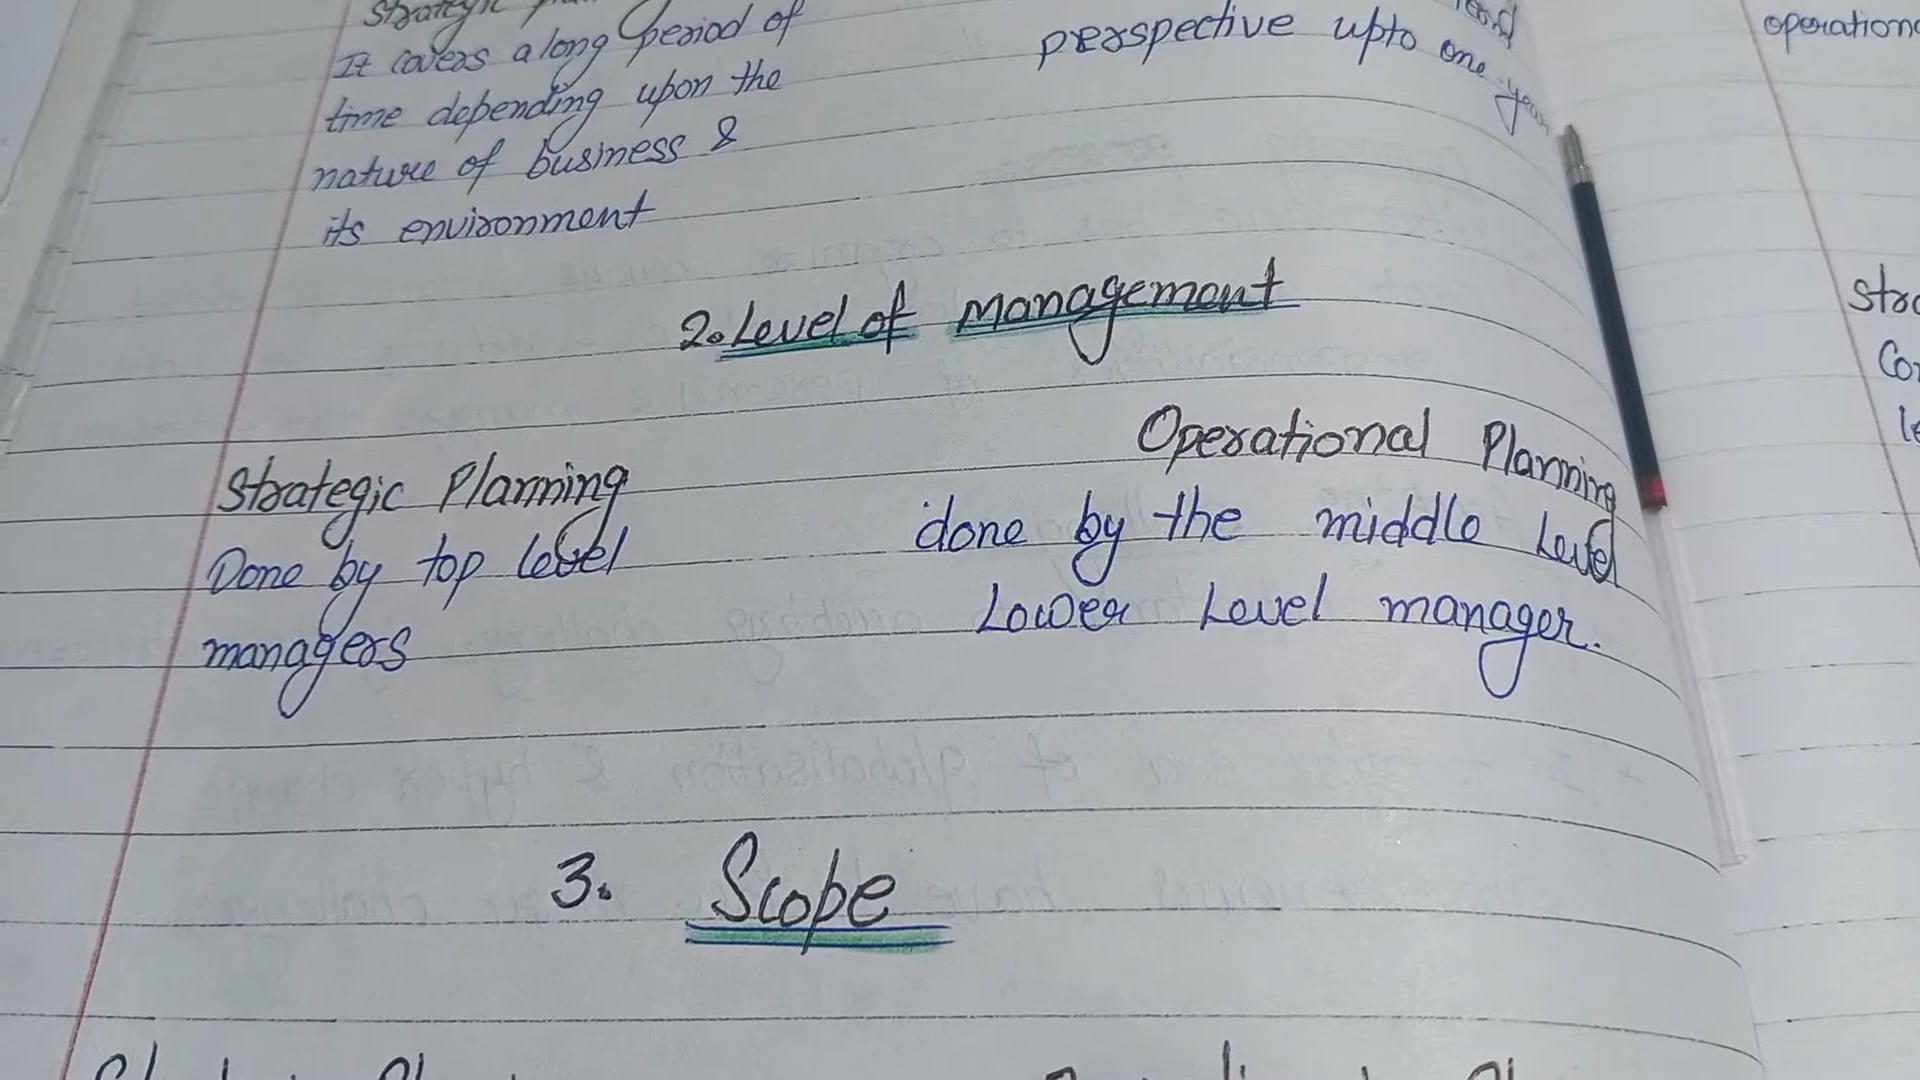 Strategic
It covers a long period of
time depending upon the
nature of business &
its environment
perspective upto one year
2. Level of management
Strategic Planning
Done by top level
managers
Operational Planning
done by the middle Level
Lower Level manager.
3. Scope